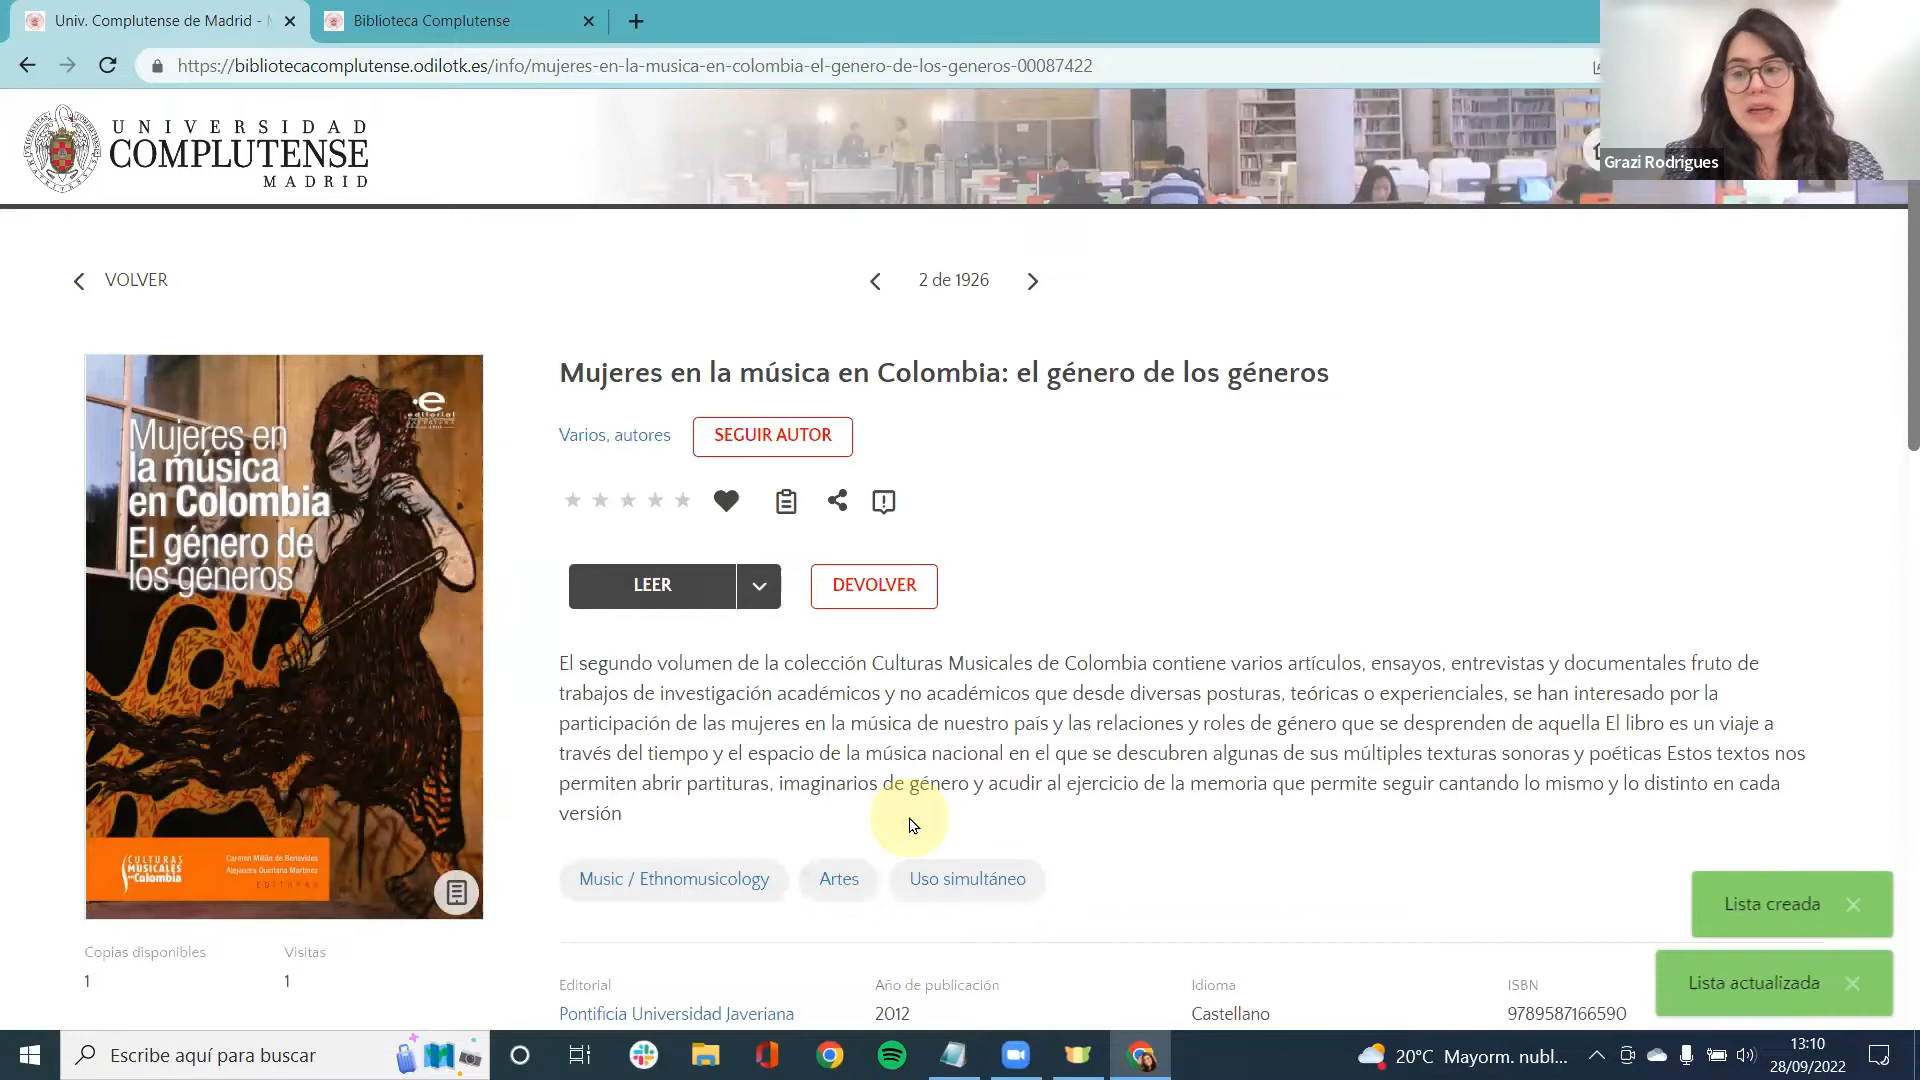 Univ. Complutense de Madrid -
Biblioteca Complutense
https://bibliotecacomplutense.odilotk.es/info/mujeres-en-la-musica-en-colombia-el-genero-de-los-generos-00087422
UNIVERSIDAD
COMPLUTENSE
MADRID
Grazi Rodrigues
VOLVER
2 de 1926
Mujeres en
la música
en Colombia
El género de
los géneros
editorial
CULTURAS
MUSICALES
en Colombia
Carmen Millán de Benavides
Alejandra Quintana Martínez
EDITORAS
Copias disponibles
1
Visitas
1
Mujeres en la música en Colombia: el género de los géneros
Varios, autores
SEGUIR AUTOR
LEER
DEVOLVER
El segundo volumen de la colección Culturas Musicales de Colombia contiene varios artículos, ensayos, entrevistas y documentales fruto de
trabajos de investigación académicos y no académicos que desde diversas posturas, teóricas o experienciales, se han interesado por la
participación de las mujeres en la música de nuestro país y las relaciones y roles de género que se desprenden de aquella El libro es un viaje a
través del tiempo y el espacio de la música nacional en el que se descubren algunas de sus múltiples texturas sonoras y poéticas Estos textos nos
permiten abrir partituras, imaginarios de género y acudir al ejercicio de la memoria que permite seguir cantando lo mismo y lo distinto en cada
versión
Music / Ethnomusicology
Artes
Uso simultáneo
Editorial
Pontificia Universidad Javeriana
Año de publicación
2012
Idioma
Castellano
ISBN
9789587166590
Lista creada
Lista actualizada
Escribe aquí para buscar
20°C Mayorm. nubl...
13:10
28/09/2022